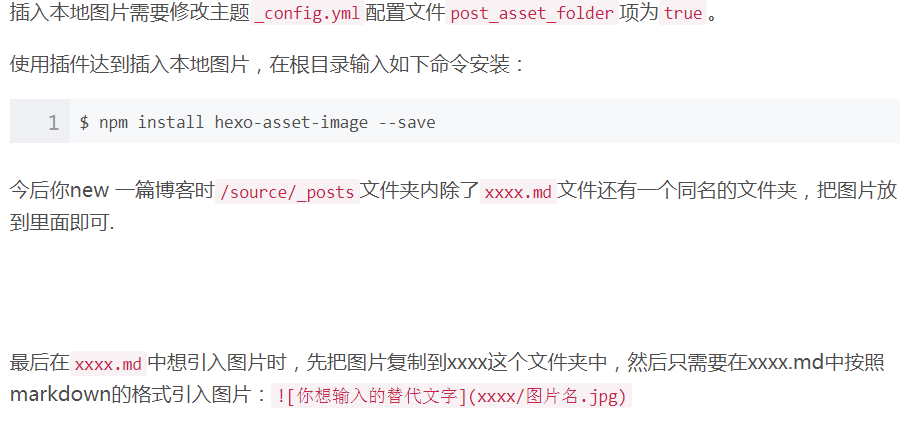 插入本地图片需要修改主题 _config.yml 配置文件 post_asset_folder 项为 true 。
使用插件达到插入本地图片，在根目录输入如下命令安装：
1 $ npm install hexo-asset-image --save
今后你new 一篇博客时 /source/_posts 文件夹内除了 xxxx.md 文件还有一个同名的文件夹，把图片放
到里面即可.
最后在 xxxx.md 中想引入图片时，先把图片复制到xxxx这个文件夹中，然后只需要在xxxx.md中按照
markdown的格式引入图片： ![你想输入的替代文字](xxxx/图片名.jpg)